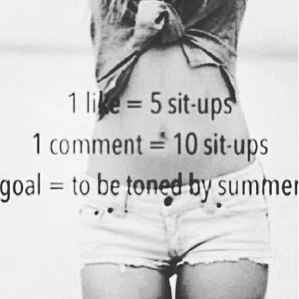 1 like = 5 sit-ups
1 comment = 10 sit-ups
goal = to be toned by summer